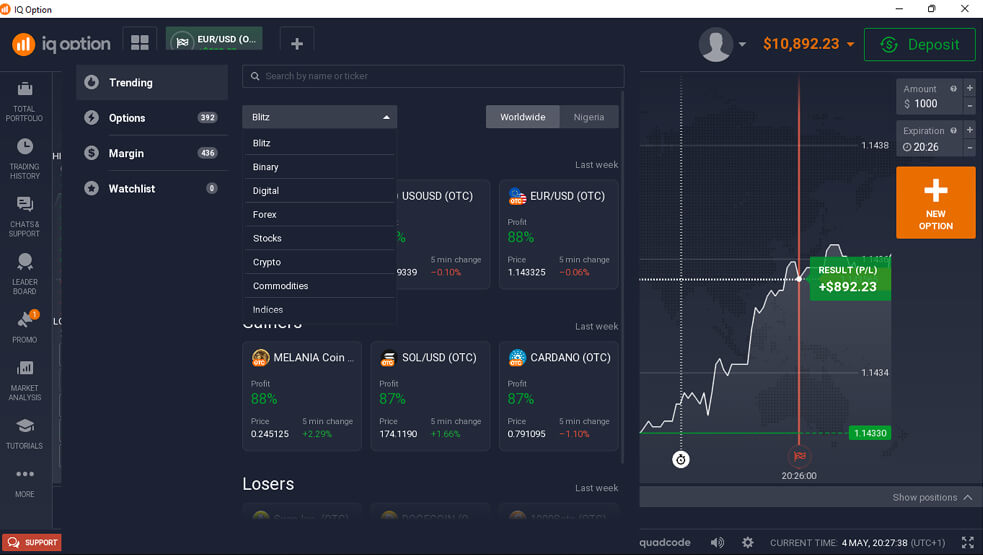 IQ Option
iq option
EUR/USD (O...
$10,892.23
Deposit
TOTAL
PORTFOLIO
TRADING
HISTORY
CHATS &
SUPPORT
LEADER
BOARD
1
PROMO
MARKET
ANALYSIS
TUTORIALS
MORE
SUPPORT
Trending
Options 392
Margin 436
Watchlist 0
Search by name or ticker
Blitz
Worldwide Nigeria
Blitz
Binary
Digital
Forex
Stocks
Crypto
Commodities
Indices
Last week
USOUSD (OTC)
5 min change
-0.10%
EUR/USD (OTC)
Profit
88%
Price 5 min change
1.143325 -0.06%
Gainers
Last week
MELANIA Coin ...
OTC
Profit
88%
Price 5 min change
0.245125 +2.29%
SOL/USD (OTC)
OTC
Profit
87%
Price 5 min change
174.1190 +1.66%
CARDANO (OTC)
OTC
Profit
87%
Price 5 min change
0.791095 -1.10%
Losers
Last week
1.1438
1.1434
1.14330
RESULT (P/L)
+$892.23
20:26:00
Amount
$ 1000
Expiration
20:26
NEW
OPTION
Show positions
quadcode
CURRENT TIME: 4 MAY, 20:27:38 (UTC+1)